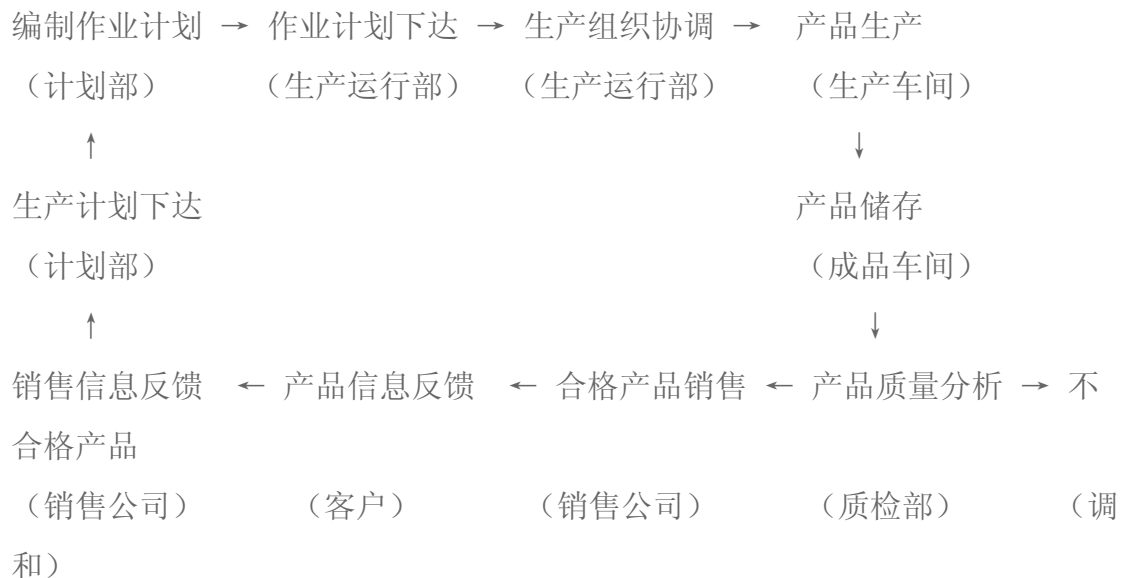 编制作业计划 → 作业计划下达 → 生产组织协调 → 产品生产
（计划部） （生产运行部） （生产运行部） （生产车间）
↑ ↓
生产计划下达 产品储存
（计划部） （成品车间）
↑ ↓
销售信息反馈 ← 产品信息反馈 ← 合格产品销售 ← 产品质量分析 → 不
合格产品
（销售公司） （客户） （销售公司） （质检部） （调
和）